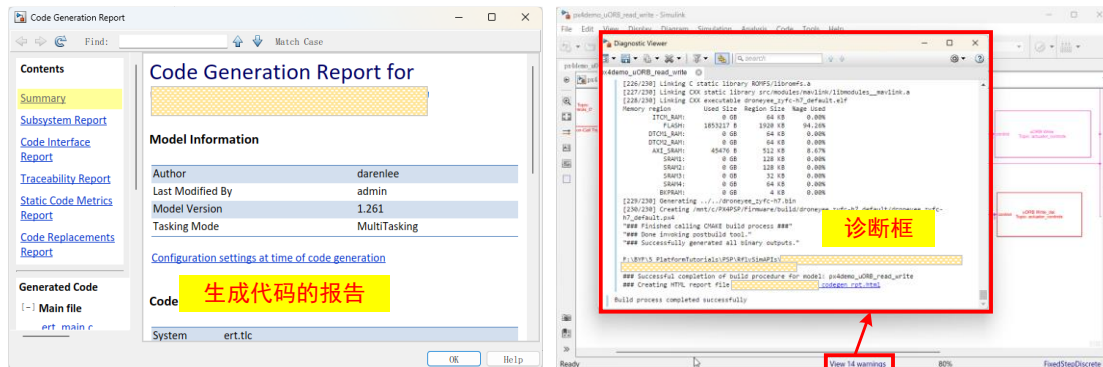 Code Generation Report
Find:
Match Case
Contents
Summary
Subsystem Report
Code Interface
Report
Traceability Report
Static Code Metrics
Report
Code Replacements
Report
Generated Code
[-] Main file
ert_main.c
Code Generation Report for
Model Information
Author darenlee
Last Modified By admin
Model Version 1.261
Tasking Mode MultiTasking
Configuration settings at time of code generation
生成代码的报告
Code
System ert.tlc
OK Help
px4demo_uORB_read_write - Simulink
File Edit View Display Diagram Simulation Analysis Code Tools Help
Diagnostic Viewer
Search
px4demo_uORB_read_write
[226/230] Linking C static library ROMFS/libromfs.a
[227/230] Linking CXX static library src/modules/mavlink/libmodules__mavlink.a
[228/230] Linking CXX executable droneyee_zyfc-h7_default.elf
Memory region Used Size Region Size %age Used
ITCM_RAM: 0 GB 64 KB 0.00%
FLASH: 1853217 B 1920 KB 94.26%
DTCM1_RAM: 0 GB 64 KB 0.00%
DTCM2_RAM: 0 GB 64 KB 0.00%
AXI_SRAM: 45476 B 512 KB 8.67%
SRAM1: 0 GB 128 KB 0.00%
SRAM2: 0 GB 128 KB 0.00%
SRAM3: 0 GB 32 KB 0.00%
SRAM4: 0 GB 64 KB 0.00%
BKPRAM: 0 GB 4 KB 0.00%
[229/230] Generating ../../droneyee_zyfc-h7.bin
[230/230] Creating /mnt/c/PX4PSP/Firmware/build/droneyee_zyfc-h7_default/droneyee_zyfc-
h7_default.px4
"### Finished calling CMAKE build process ###"
"### Done invoking postbuild tool."
"### Successfully generated all binary outputs."
诊断框
F:\BYF\5_PlatformTutorials\PSP\RflySimAPIs\
### Successful completion of build procedure for model: px4demo_uORB_read_write
### Creating HTML report file codegen_rpt.html
Build process completed successfully
Ready
View 14 warnings
80%
FixedStepDiscrete